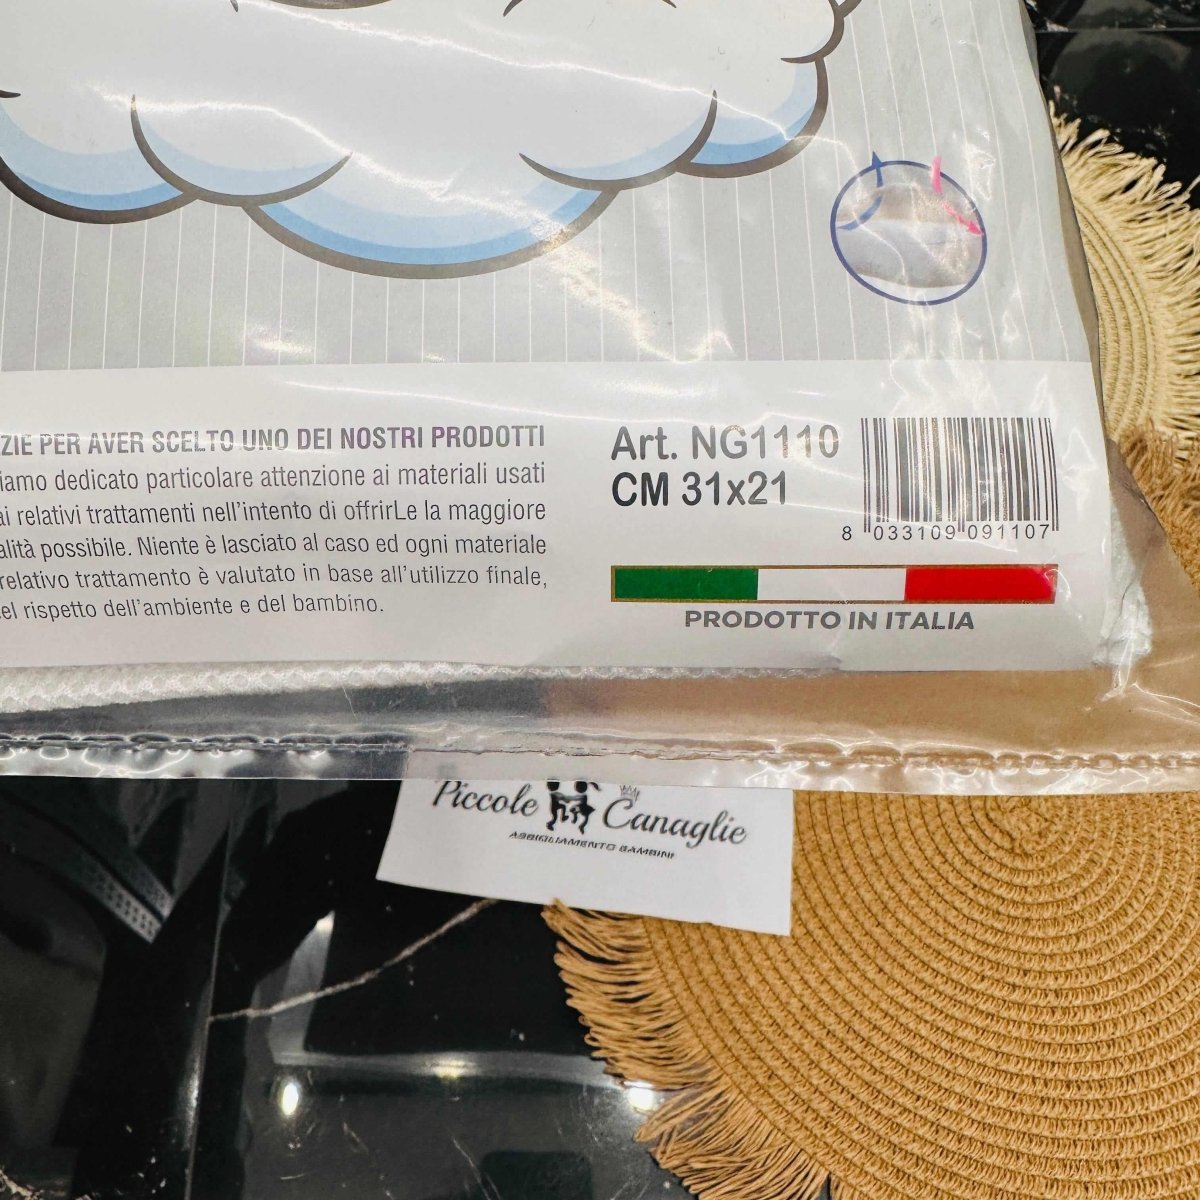 ZIE PER AVER SCELTO UNO DEI NOSTRI PRODOTTI
iamo dedicato particolare attenzione ai materiali usati
ai relativi trattamenti nell'intento di offrirLe la maggiore
alità possibile. Niente è lasciato al caso ed ogni materiale
relativo trattamento è valutato in base all'utilizzo finale,
el rispetto dell'ambiente e del bambino.
Art. NG1110
CM 31x21
8 033109 091107
PRODOTTO IN ITALIA
Piccole Canaglie
ABBIGLIAMENTO BAMBINI